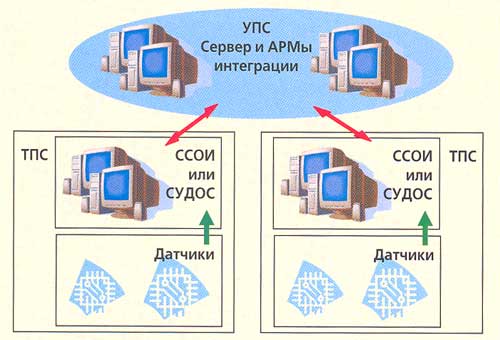 УПС
Сервер и АРМы
интеграции
ТПС
ССОИ
или
СУДОС
Датчики
ССОИ
или
СУДОС
ТПС
Датчики